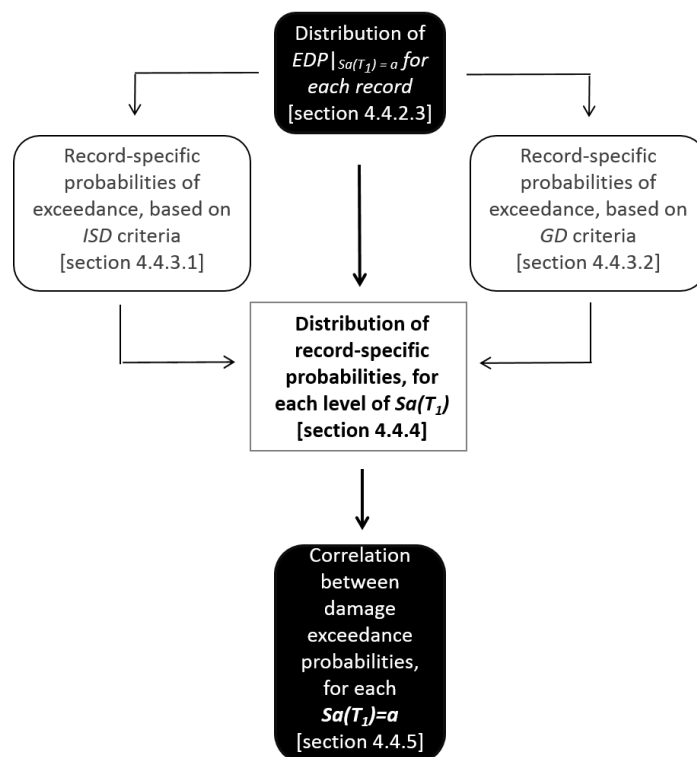 Distribution of
EDP|Sa(T1) = a for
each record
[section 4.4.2.3]
Record-specific
probabilities of
exceedance, based on
ISD criteria
[section 4.4.3.1]
Record-specific
probabilities of
exceedance, based on
GD criteria
[section 4.4.3.2]
Distribution of
record-specific
probabilities, for
each level of Sa(T1)
[section 4.4.4]
Correlation
between
damage
exceedance
probabilities,
for each
Sa(T1)=a
[section 4.4.5]